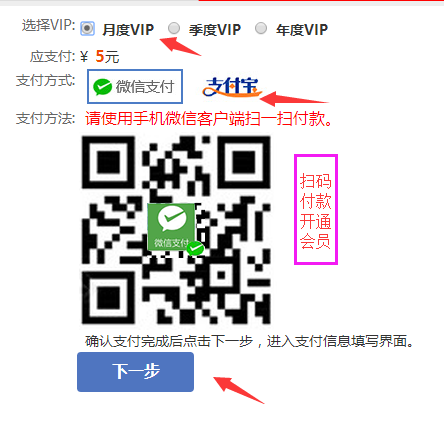 选择VIP: 月度VIP 季度VIP 年度VIP
应支付: ¥ 5元
支付方式: 微信支付 支付宝
支付方法: 请使用手机微信客户端扫一扫付款。
微信支付
扫码
付款
开通
会员
确认支付完成后点击下一步，进入支付信息填写界面。
下一步